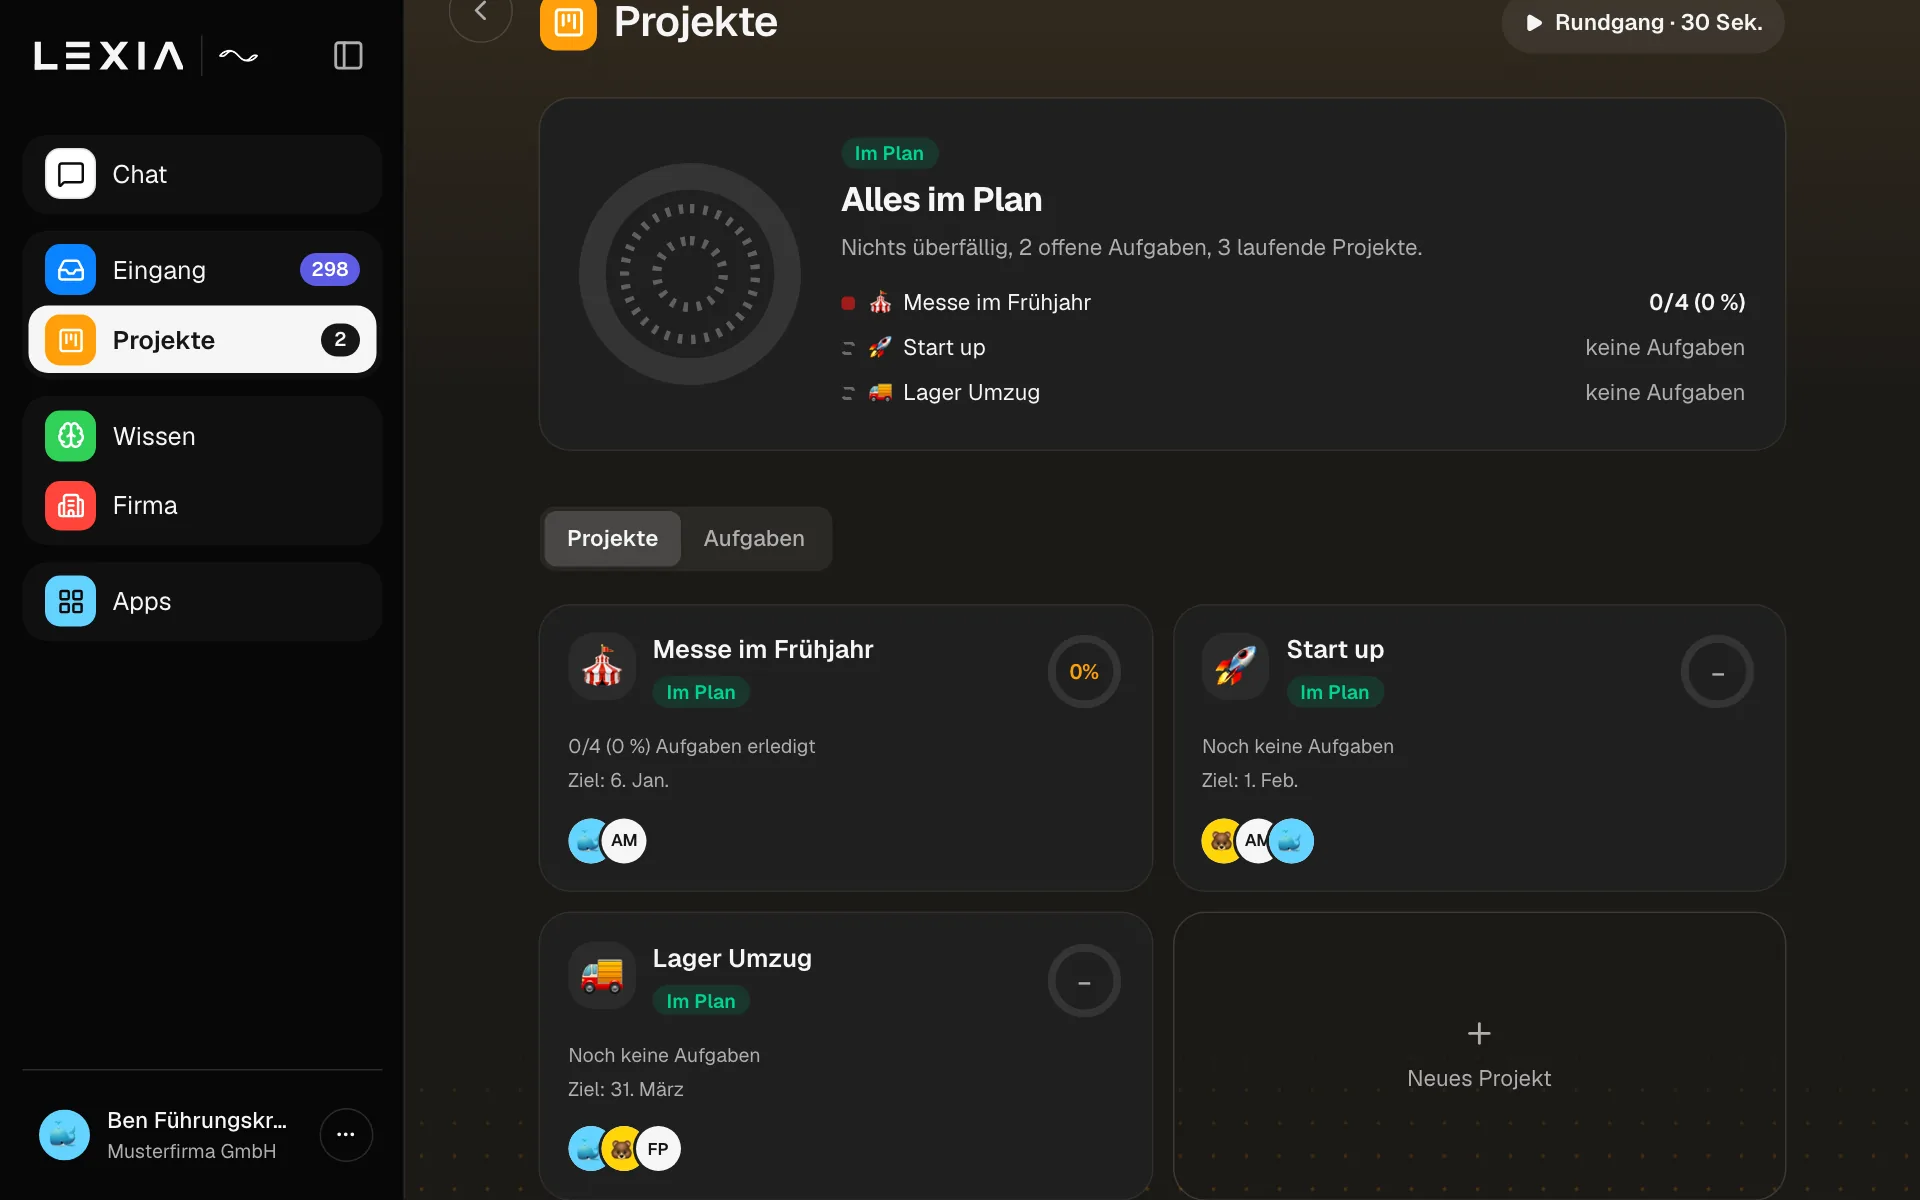 LEXIA
Chat
Eingang 298
Projekte 2
Wissen
Firma
Apps
Ben Führungskr...
Musterfirma GmbH
Projekte
Rundgang · 30 Sek.
Im Plan
Alles im Plan
Nichts überfällig, 2 offene Aufgaben, 3 laufende Projekte.
Messe im Frühjahr 0/4 (0 %)
Start up keine Aufgaben
Lager Umzug keine Aufgaben
Projekte Aufgaben
Messe im Frühjahr
Im Plan
0%
0/4 (0 %) Aufgaben erledigt
Ziel: 6. Jan.
AM
Start up
Im Plan
–
Noch keine Aufgaben
Ziel: 1. Feb.
AM
Lager Umzug
Im Plan
–
Noch keine Aufgaben
Ziel: 31. März
FP
Neues Projekt